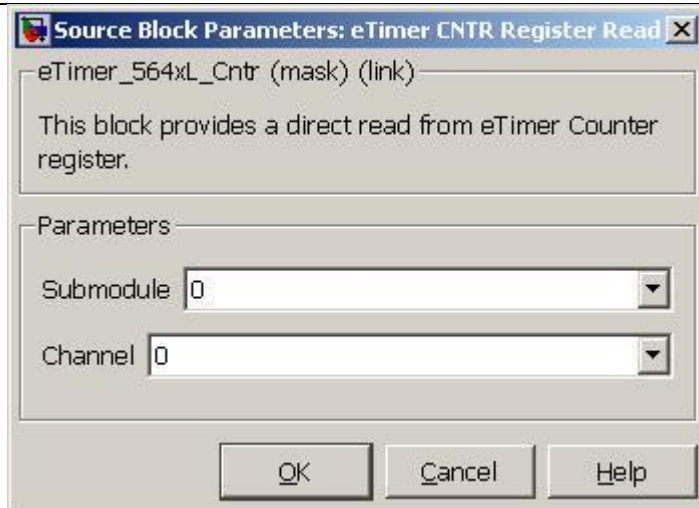 Source Block Parameters: eTimer CNTR Register Read
eTimer_564xL_Cntr (mask) (link)
This block provides a direct read from eTimer Counter
register.
Parameters
Submodule 0
Channel 0
OK Cancel Help